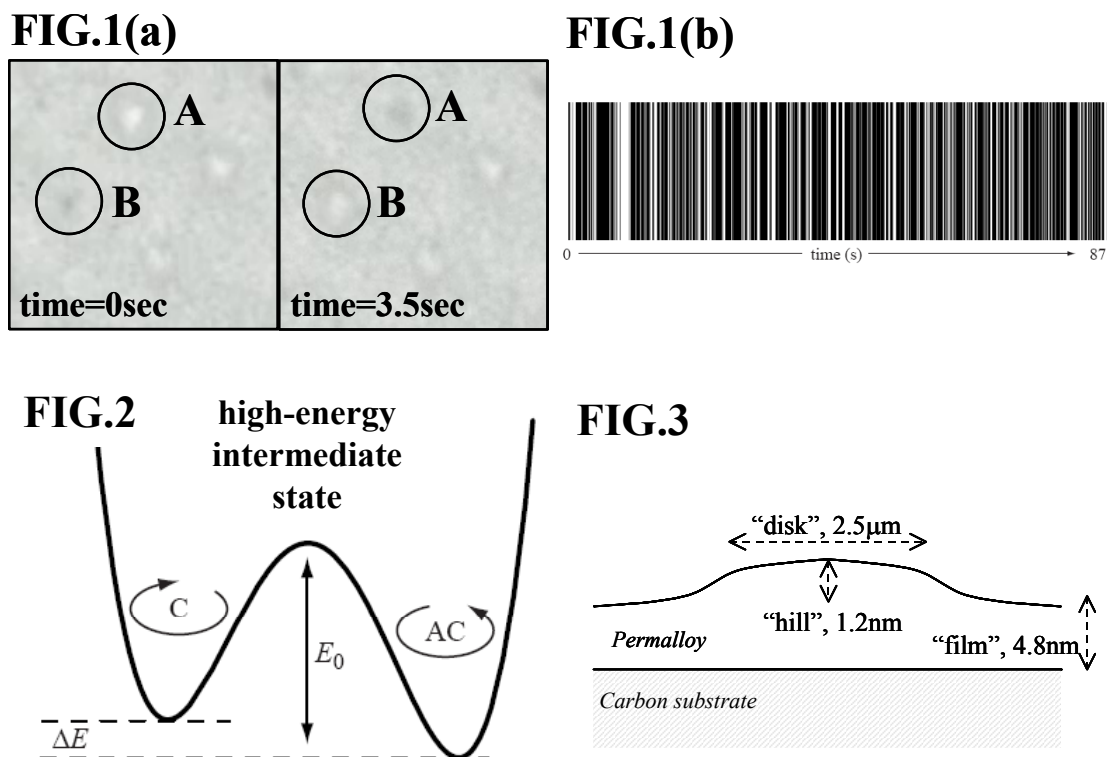 FIG.1(a)
A
B
time=0sec
A
B
time=3.5sec
FIG.1(b)
0
time (s)
87
FIG.2
high-energy
intermediate
state
C
AC
E0
ΔE
FIG.3
“disk”, 2.5μm
“hill”, 1.2nm
Permalloy
“film”, 4.8nm
Carbon substrate